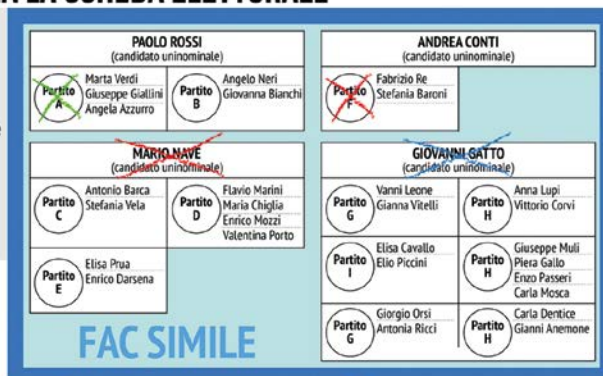 LA SCHEDA ELETTORALE
PAOLO ROSSI
(candidato uninominale)
Partito
A
Marta Verdi
Giuseppe Giallini
Angela Azzurro
Partito
B
Angelo Neri
Giovanna Bianchi
ANDREA CONTI
(candidato uninominale)
Partito
F
Fabrizio Re
Stefania Baroni
MARIO NAVE
(candidato uninominale)
Partito
C
Antonio Barca
Stefania Vela
Partito
D
Flavio Marini
Maria Chiglia
Enrico Mozzi
Valentina Porto
Partito
E
Elisa Prua
Enrico Darsena
GIOVANNI GATTO
(candidato uninominale)
Partito
G
Vanni Leone
Gianna Vitelli
Partito
H
Anna Lupi
Vittorio Corvi
Partito
I
Elisa Cavallo
Elio Piccini
Partito
H
Giuseppe Muli
Piera Gallo
Enzo Passeri
Carla Mosca
Partito
G
Giorgio Orsi
Antonia Ricci
Partito
H
Carla Dentice
Gianni Anemone
FAC SIMILE